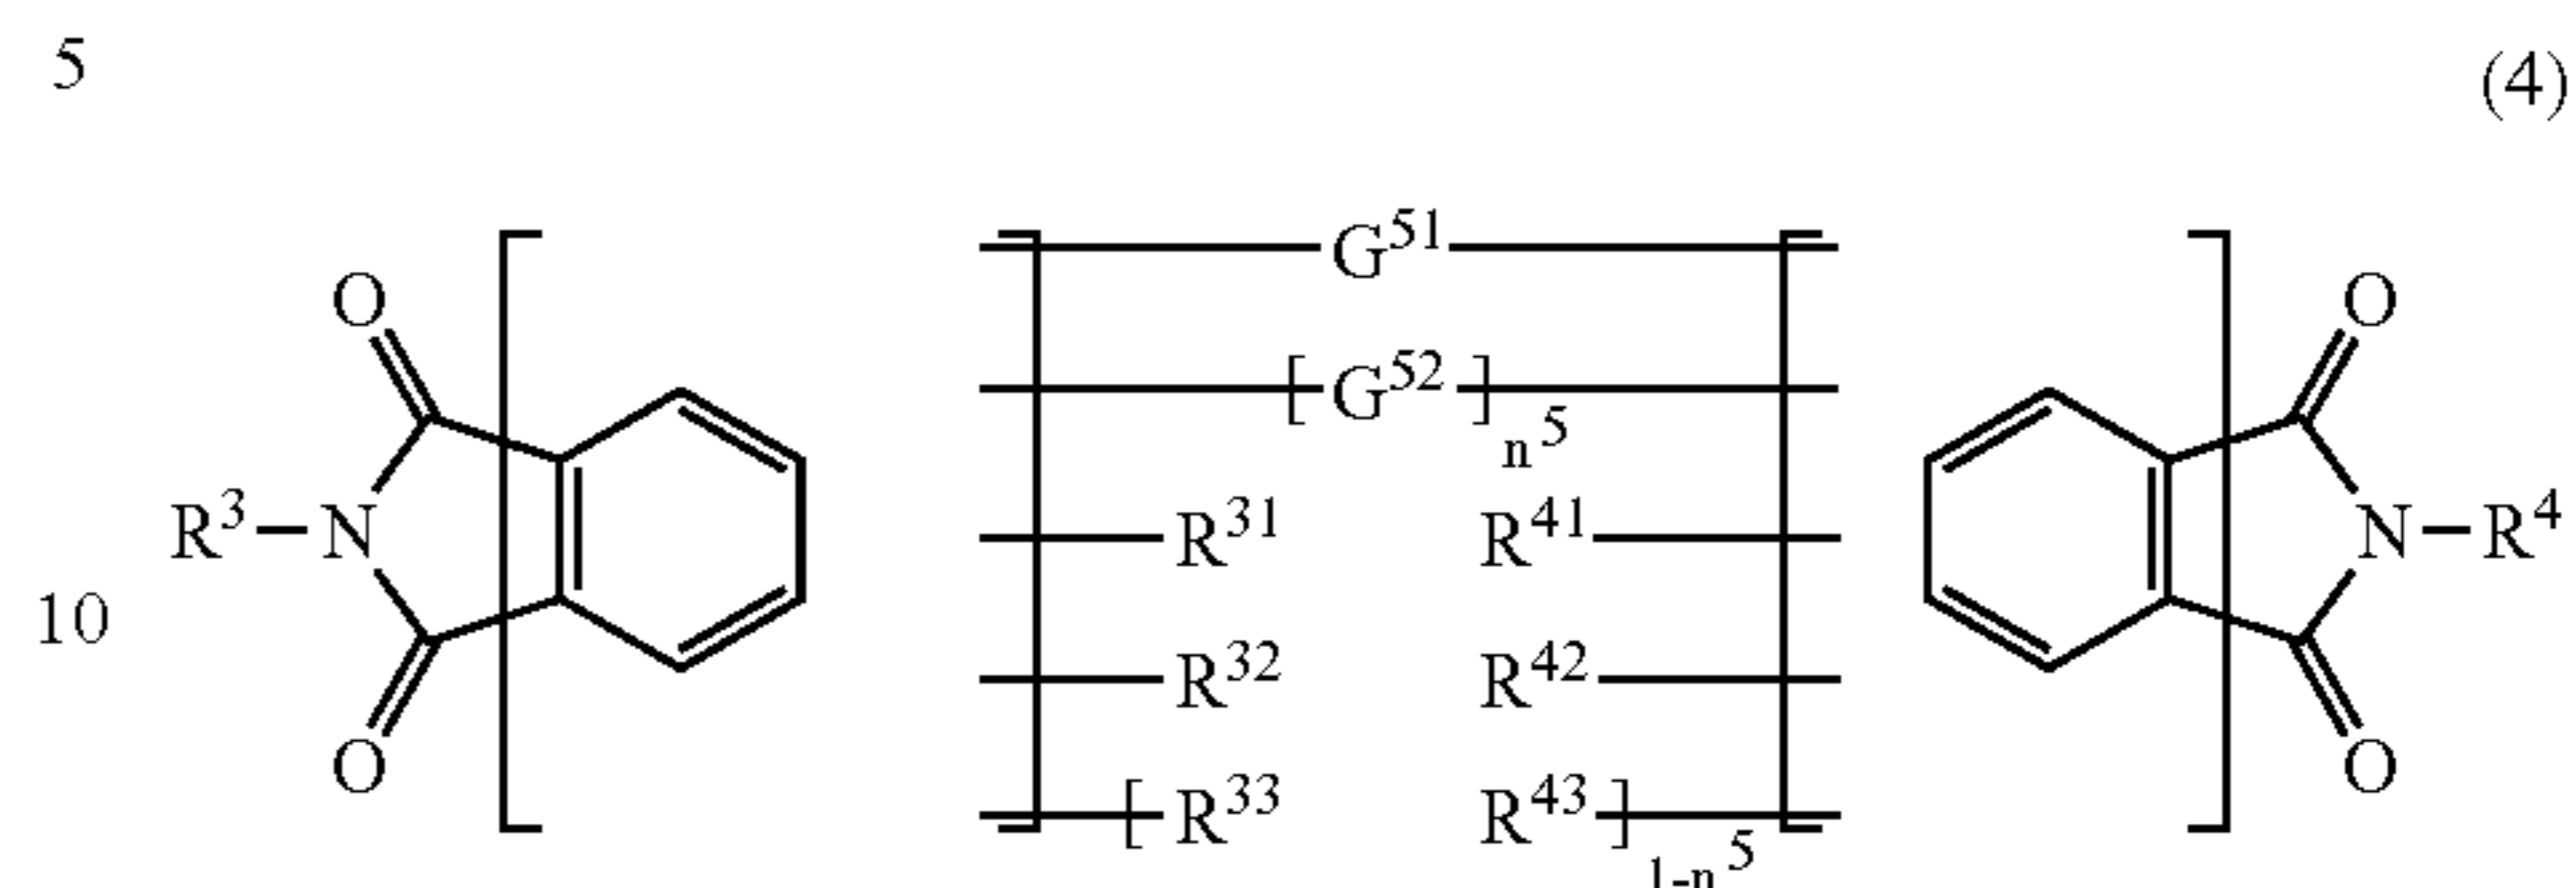 5 (4)
G⁵¹
O O
[G⁵²]n⁵
R³—N R³¹ R⁴¹ N—R⁴
10
R³² R⁴²
O O
[R³³ R⁴³]1-n⁵